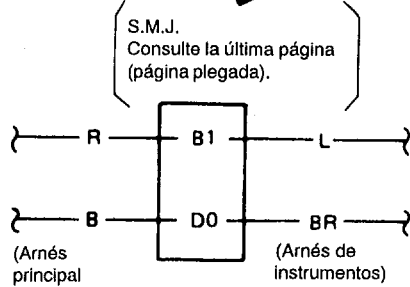 S.M.J.
Consulte la última página
(página plegada).
R B1 L
B D0 BR
(Arnés principal
(Arnés de instrumentos)